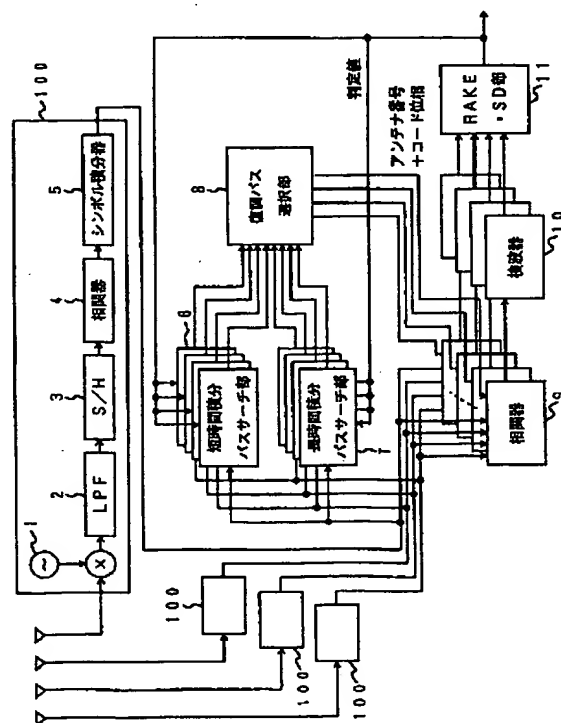 100
1
2
LPF
3
S/H
4
相関器
5
シンボル積分器
100
100
100
6
短時間積分
パスサーチ部
7
長時間積分
パスサーチ部
8
復調パス
選択部
判定値
アンテナ番号
+コード位相
9
相関器
10
検波器
11
RAKE
・SD部